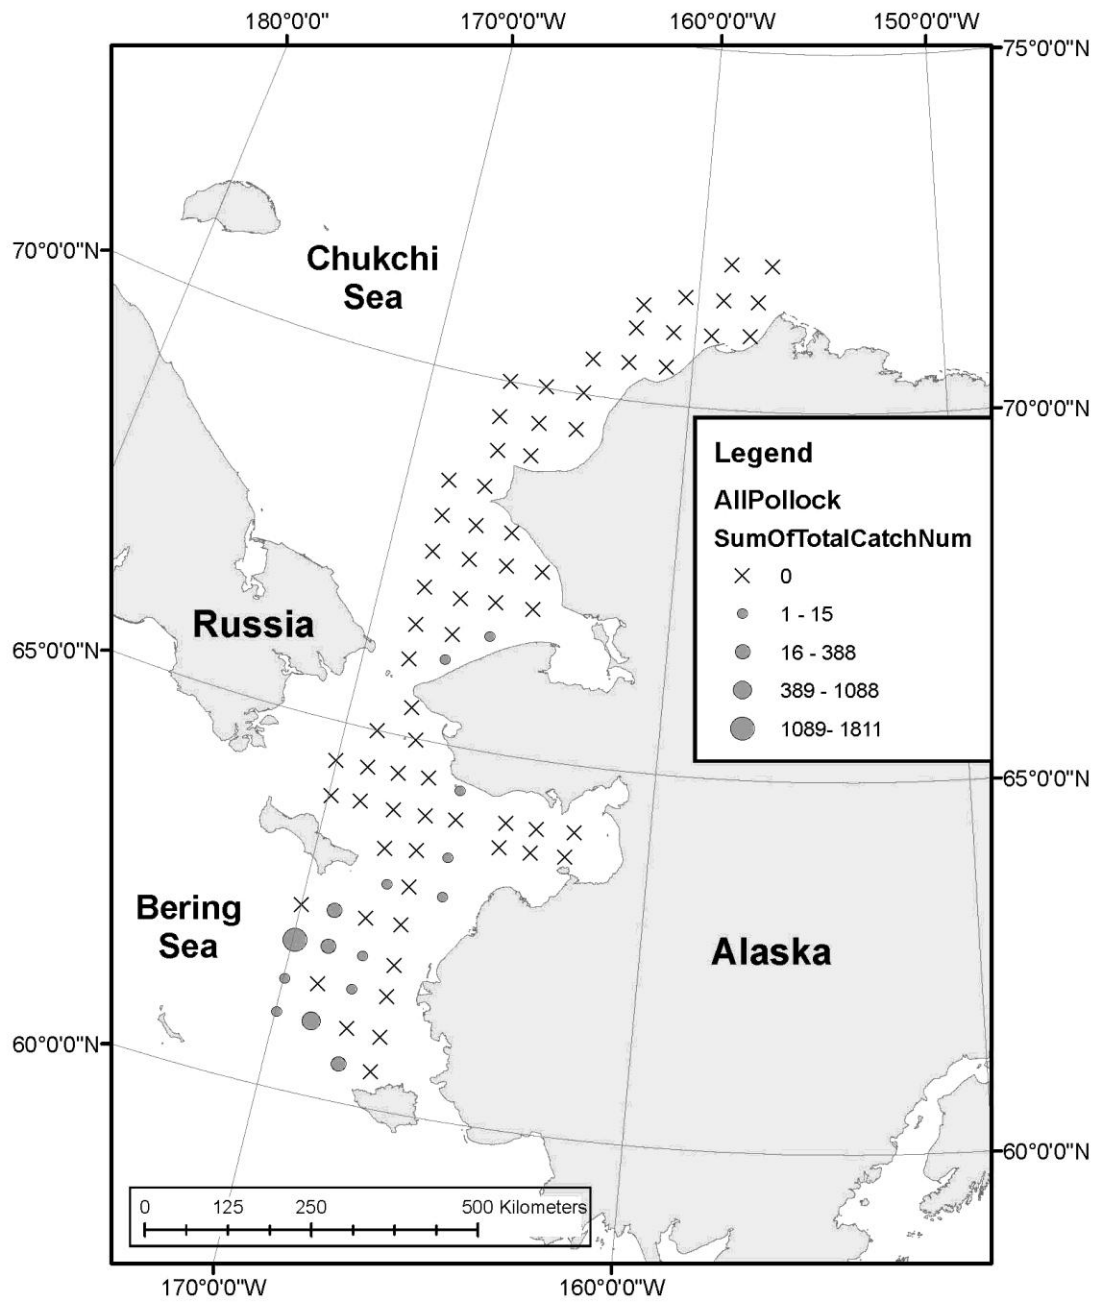 180°0'0" 170°0'0"W 160°0'0"W 150°0'0"W
75°0'0"N
70°0'0"N
Chukchi
Sea
70°0'0"N
Legend
AllPollock
SumOfTotalCatchNum
0
1 - 15
16 - 388
389 - 1088
1089- 1811
Russia
65°0'0"N
65°0'0"N
Bering
Sea
Alaska
60°0'0"N
60°0'0"N
0 125 250 500 Kilometers
170°0'0"W 160°0'0"W